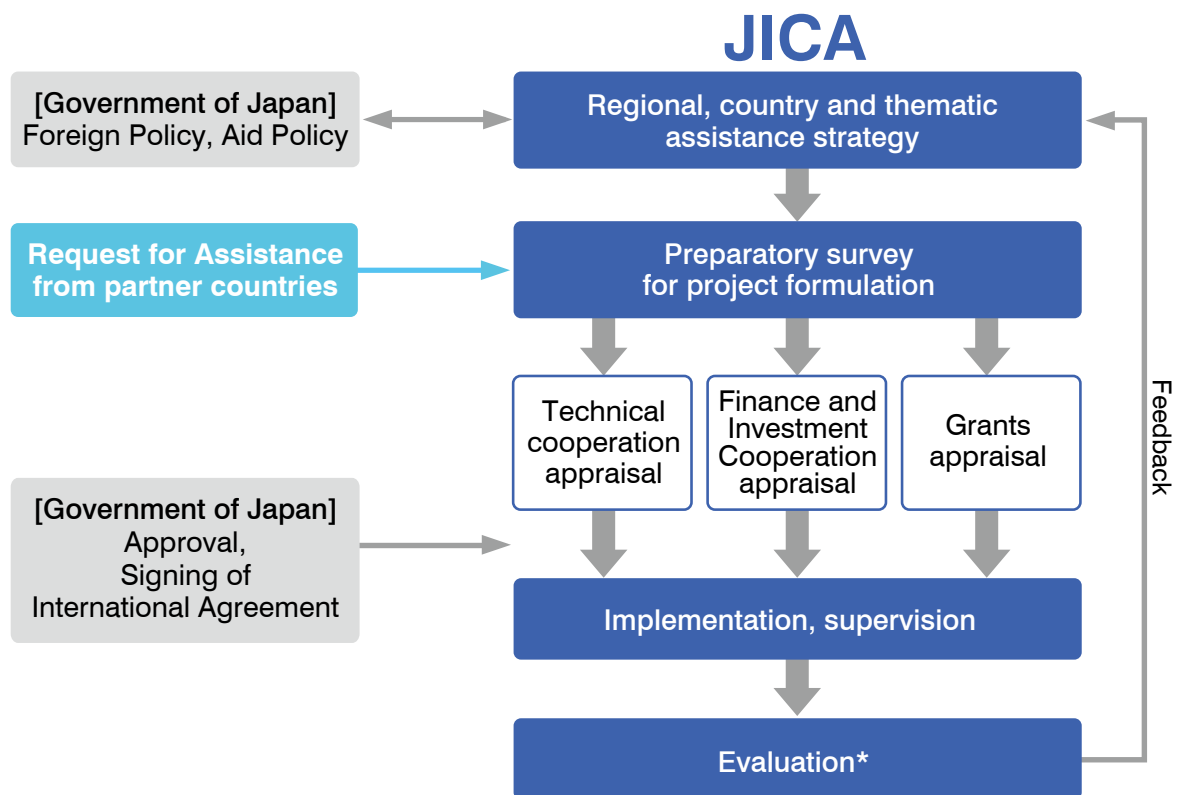 JICA
[Government of Japan]
Foreign Policy, Aid Policy
Regional, country and thematic
assistance strategy
Request for Assistance
from partner countries
Preparatory survey
for project formulation
Technical
cooperation
appraisal
Finance and
Investment
Cooperation
appraisal
Grants
appraisal
Feedback
[Government of Japan]
Approval,
Signing of
International Agreement
Implementation, supervision
Evaluation*